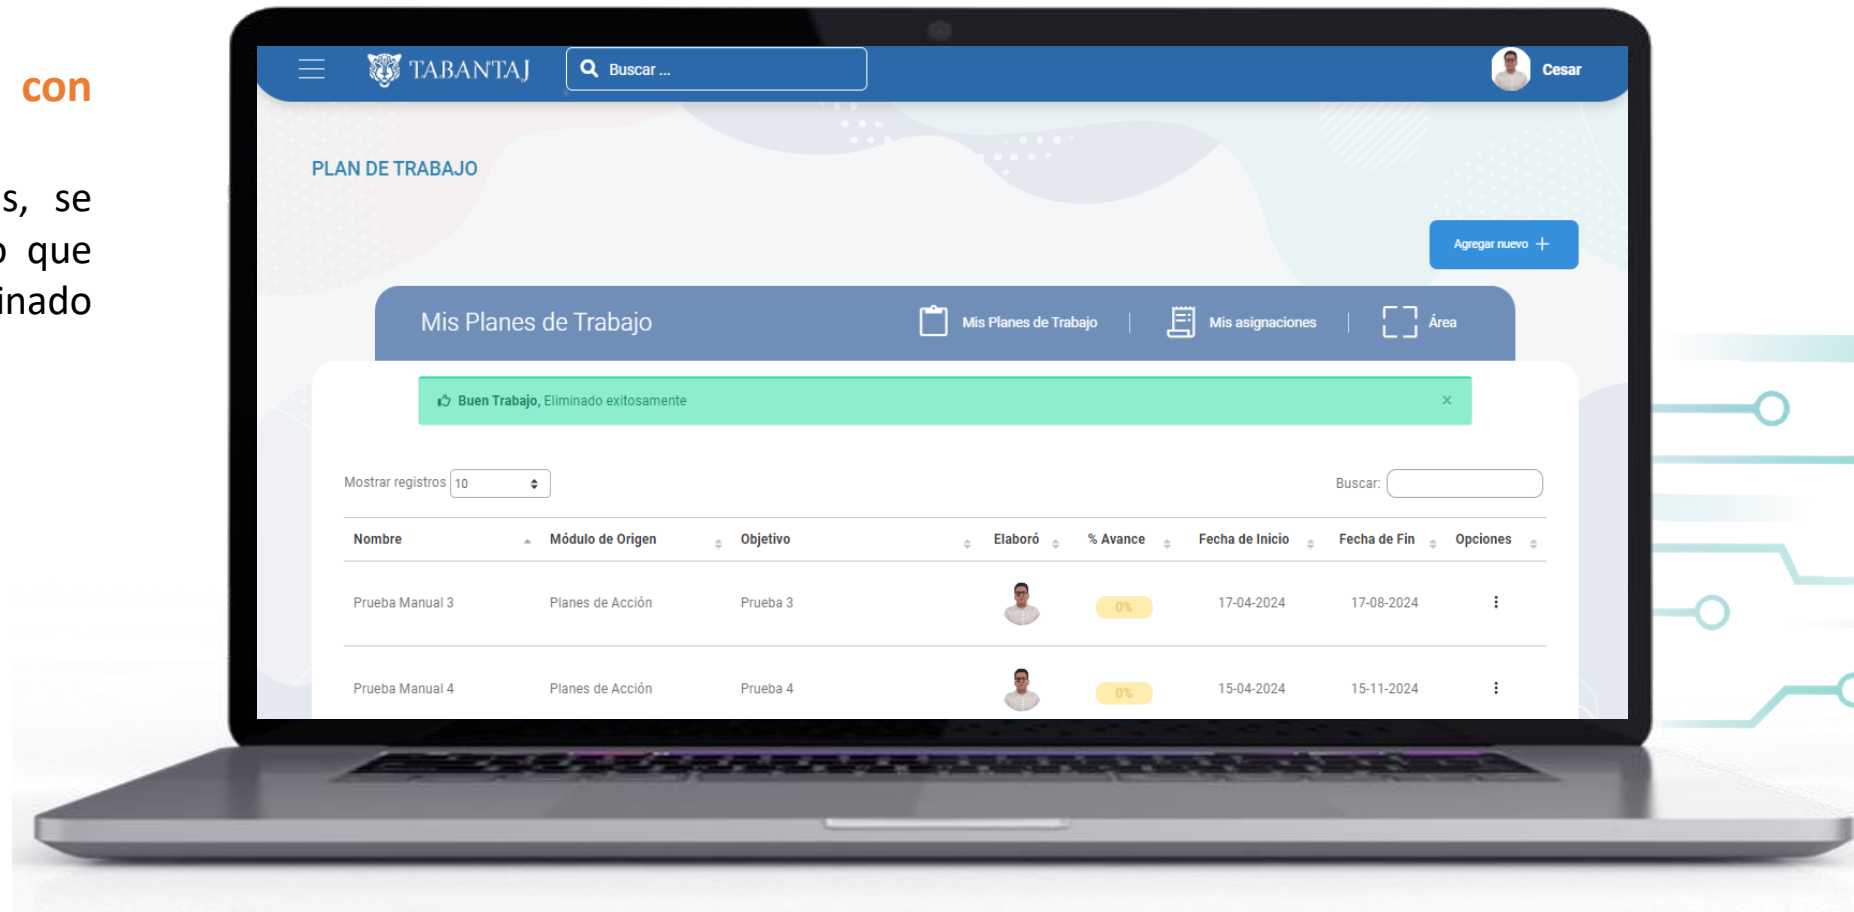 con
s, se
que
inado
TABANTAJ
Buscar ...
Cesar
PLAN DE TRABAJO
Agregar nuevo +
Mis Planes de Trabajo
Mis Planes de Trabajo | Mis asignaciones | Área
Buen Trabajo, Eliminado exitosamente ×
Mostrar registros 10
Buscar:
Nombre Módulo de Origen Objetivo Elaboró % Avance Fecha de Inicio Fecha de Fin Opciones
Prueba Manual 3 Planes de Acción Prueba 3 0% 17-04-2024 17-08-2024
Prueba Manual 4 Planes de Acción Prueba 4 0% 15-04-2024 15-11-2024